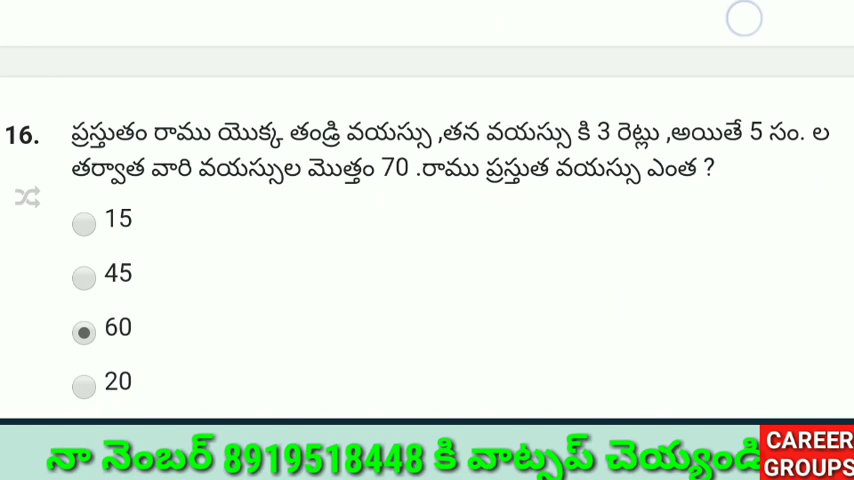 16. ప్రస్తుతం రాము యొక్క తండ్రి వయస్సు ,తన వయస్సు కి 3 రెట్లు ,అయితే 5 సం. ల
తర్వాత వారి వయస్సుల మొత్తం 70 .రాము ప్రస్తుత వయస్సు ఎంత ?
15
45
60
20
నా నెంబర్ 8919518448 కి వాట్సప్ చెయ్యండి
CAREER
GROUPS